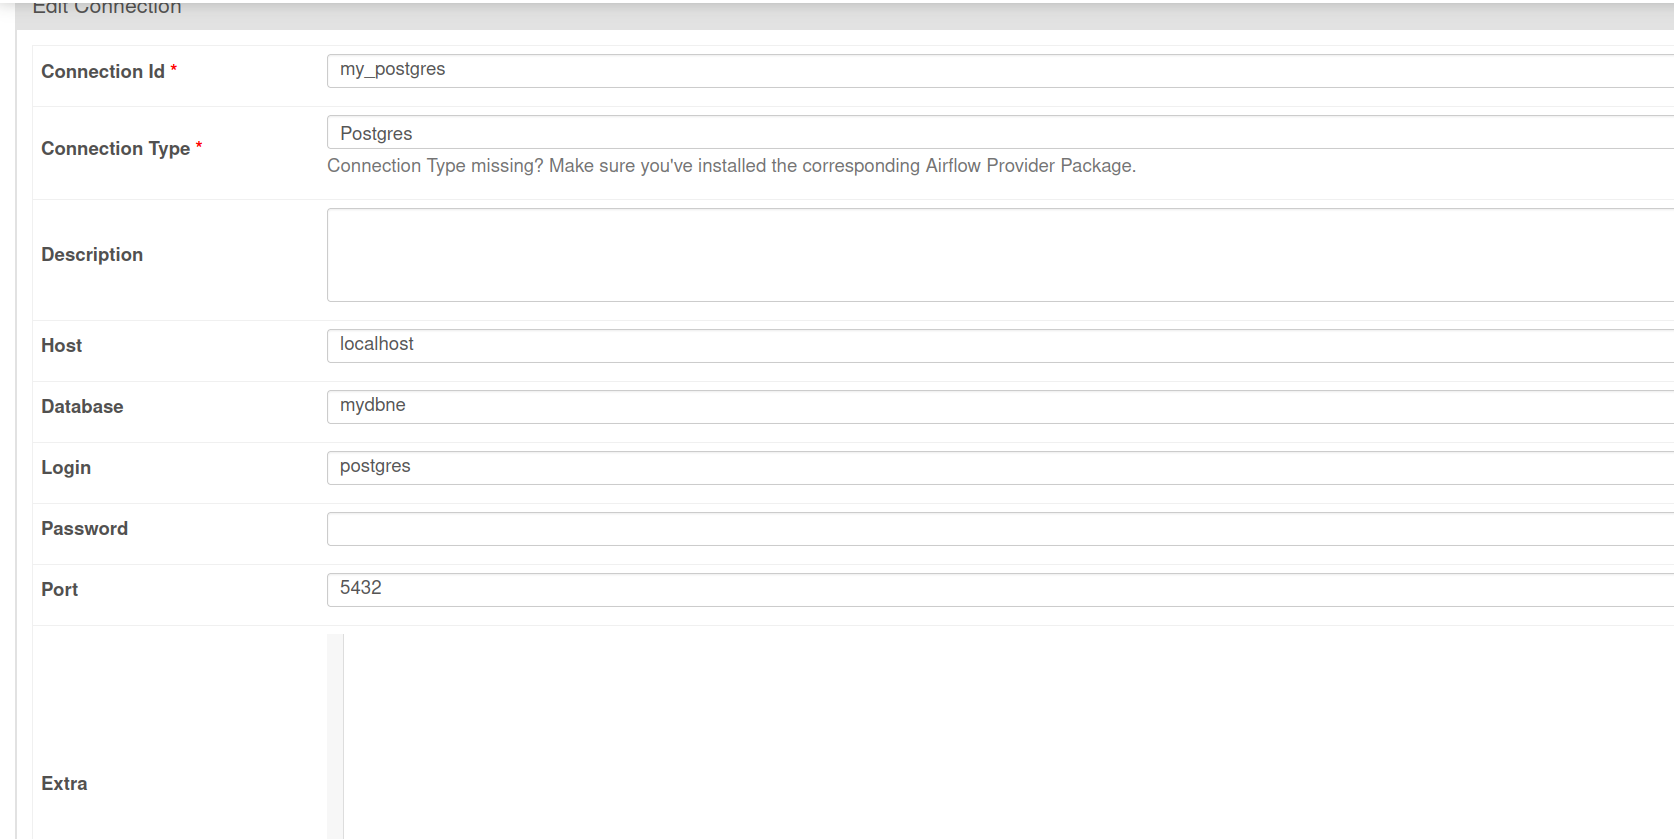 Edit Connection
Connection Id *
my_postgres
Connection Type *
Postgres
Connection Type missing? Make sure you've installed the corresponding Airflow Provider Package.
Description
Host
localhost
Database
mydbne
Login
postgres
Password
Port
5432
Extra